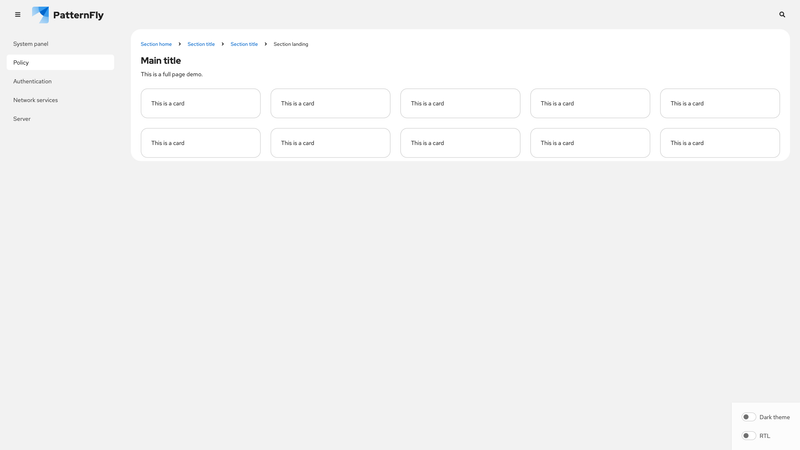 PatternFly
System panel
Policy
Authentication
Network services
Server
Section home Section title Section title Section landing
Main title
This is a full page demo.
This is a card This is a card This is a card This is a card This is a card
This is a card This is a card This is a card This is a card This is a card
Dark theme
RTL